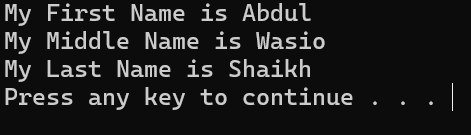 My First Name is Abdul
My Middle Name is Wasio
My Last Name is Shaikh
Press any key to continue . . .